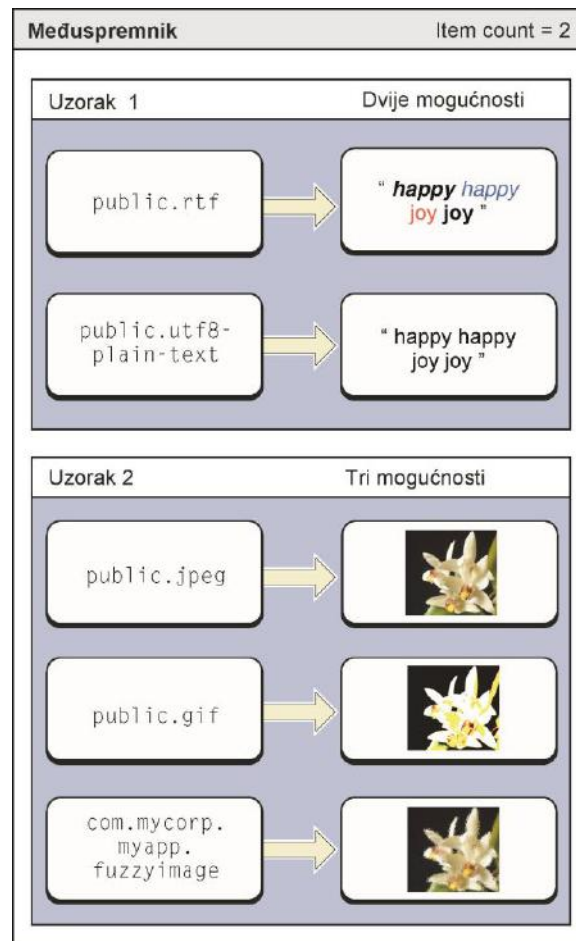 Međuspremnik Item count = 2
Uzorak 1 Dvije mogućnosti
public.rtf
“ happy happy
joy joy ”
public.utf8-
plain-text
“ happy happy
joy joy ”
Uzorak 2 Tri mogućnosti
public.jpeg
public.gif
com.mycorp.
myapp.
fuzzyimage